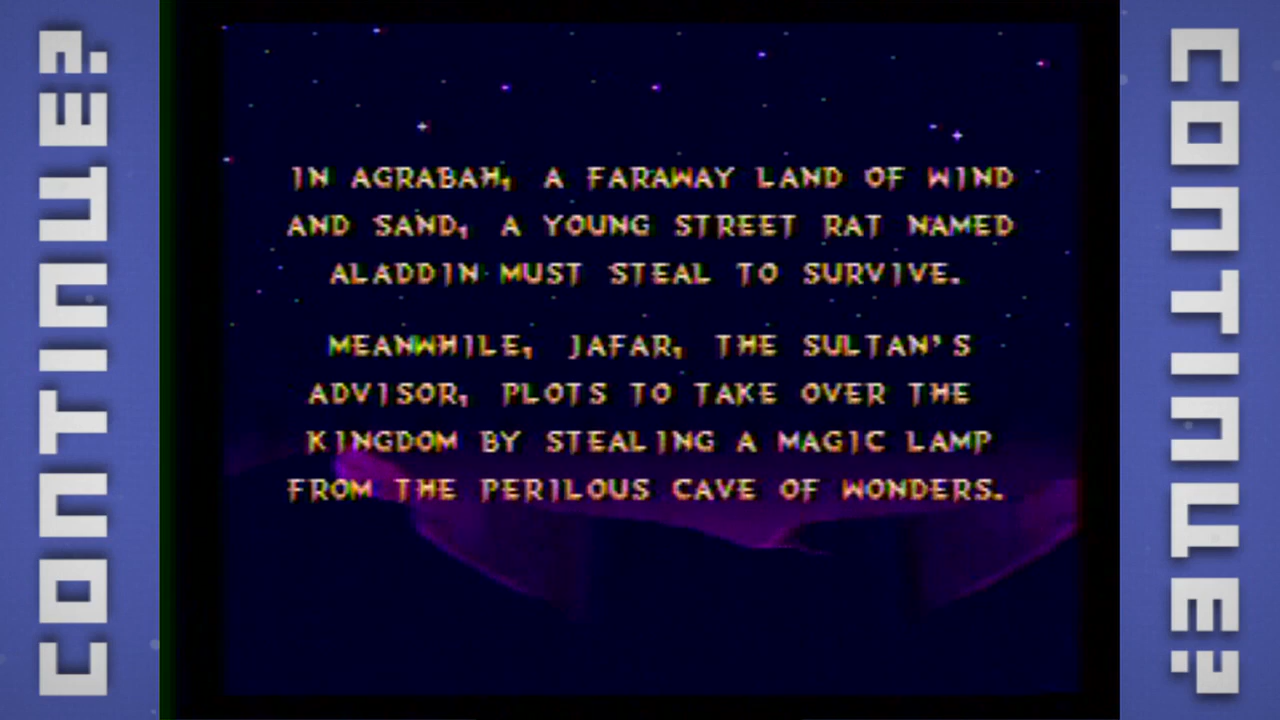 CONTINUE?
IN AGRABAH, A FARAWAY LAND OF WIND
AND SAND, A YOUNG STREET RAT NAMED
ALADDIN MUST STEAL TO SURVIVE.
MEANWHILE, JAFAR, THE SULTAN'S
ADVISOR, PLOTS TO TAKE OVER THE
KINGDOM BY STEALING A MAGIC LAMP
FROM THE PERILOUS CAVE OF WONDERS.
CONTINUE?